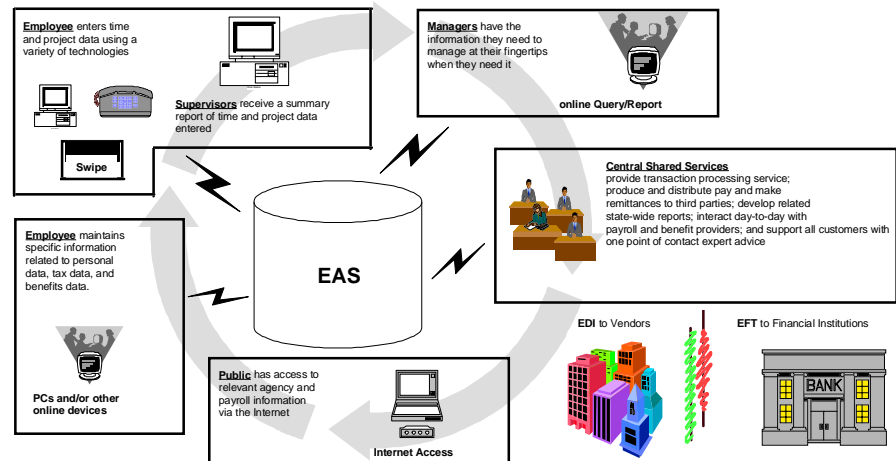 Employee enters time
and project data using a
variety of technologies
Supervisors receive a summary
report of time and project data
entered
Swipe
Managers have the
information they need to
manage at their fingertips
when they need it
online Query/Report
Central Shared Services
provide transaction processing service;
produce and distribute pay and make
remittances to third parties; develop related
state-wide reports; interact day-to-day with
payroll and benefit providers; and support all customers with
one point of contact expert advice
Employee maintains
specific information
related to personal
data, tax data, and
benefits data.
PCs and/or other
online devices
EAS
Public has access to
relevant agency and
payroll information
via the Internet
Internet Access
EDI to Vendors
EFT to Financial Institutions
BANK